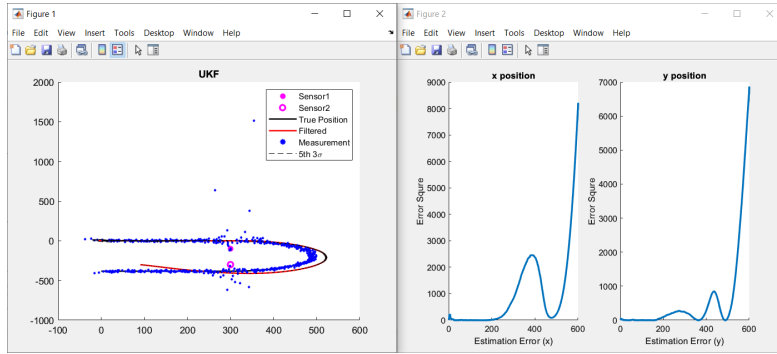 Figure 1
File Edit View Insert Tools Desktop Window Help
UKF
2000
1500
1000
500
0
-500
-1000
-100 0 100 200 300 400 500 600
Sensor1
Sensor2
True Position
Filtered
Measurement
5th 3σ
Figure 2
File Edit View Insert Tools Desktop Window Help
x position
Error Squre
9000
8000
7000
6000
5000
4000
3000
2000
1000
0
0 200 400 600
Estimation Error (x)
y position
Error Squre
7000
6000
5000
4000
3000
2000
1000
0
0 200 400 600
Estimation Error (y)